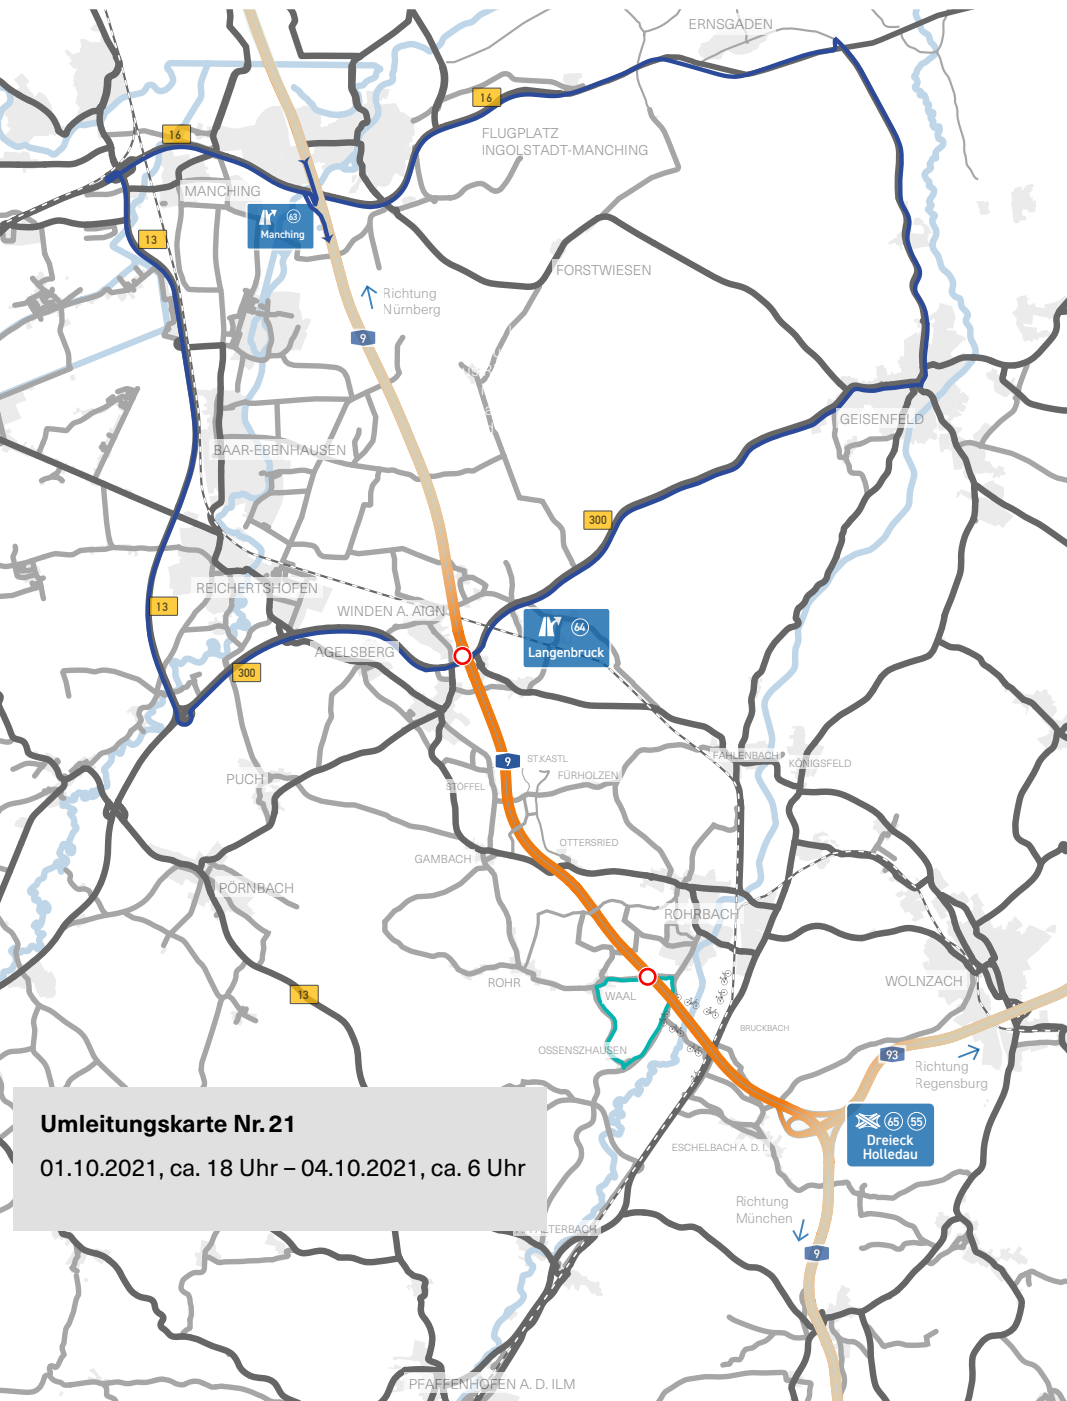 ERNSGADEN
16
FLUGPLATZ
INGOLSTADT-MANCHING
16
MANCHING
63
Manching
13
FORSTWIESEN
Richtung
Nürnberg
9
GEISENFELD
BAAR-EBENHAUSEN
300
REICHERTSHOFEN
13
WINDEN A. AIGN
64
Langenbruck
AGELSBERG
300
9
ST.KASTL
FAHLENBACH
KÖNIGSFELD
FÜRHOLZEN
PUCH
STÖFFEL
OTTERSRIED
GAMBACH
PÖRNBACH
ROHRBACH
ROHR
WOLNZACH
13
WAAL
BRUCKBACH
OSSENSZHAUSEN
93
Richtung
Regensburg
Umleitungskarte Nr. 21
01.10.2021, ca. 18 Uhr – 04.10.2021, ca. 6 Uhr
65 55
Dreieck
Holledau
ESCHELBACH A. D. I.
Richtung
München
9
PFAFFENHOFEN A. D. ILM